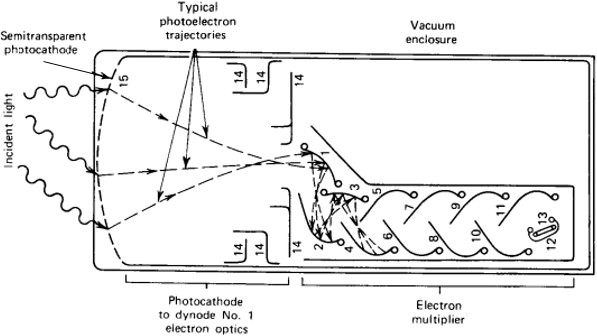 Typical
photoelectron
trajectories
Vacuum
enclosure
Semitransparent
photocathode
Incident light
15
14
14
14
14
14
14
1
2
3
4
5
6
7
8
9
10
11
12
13
Photocathode
to dynode No. 1
electron optics
Electron
multiplier